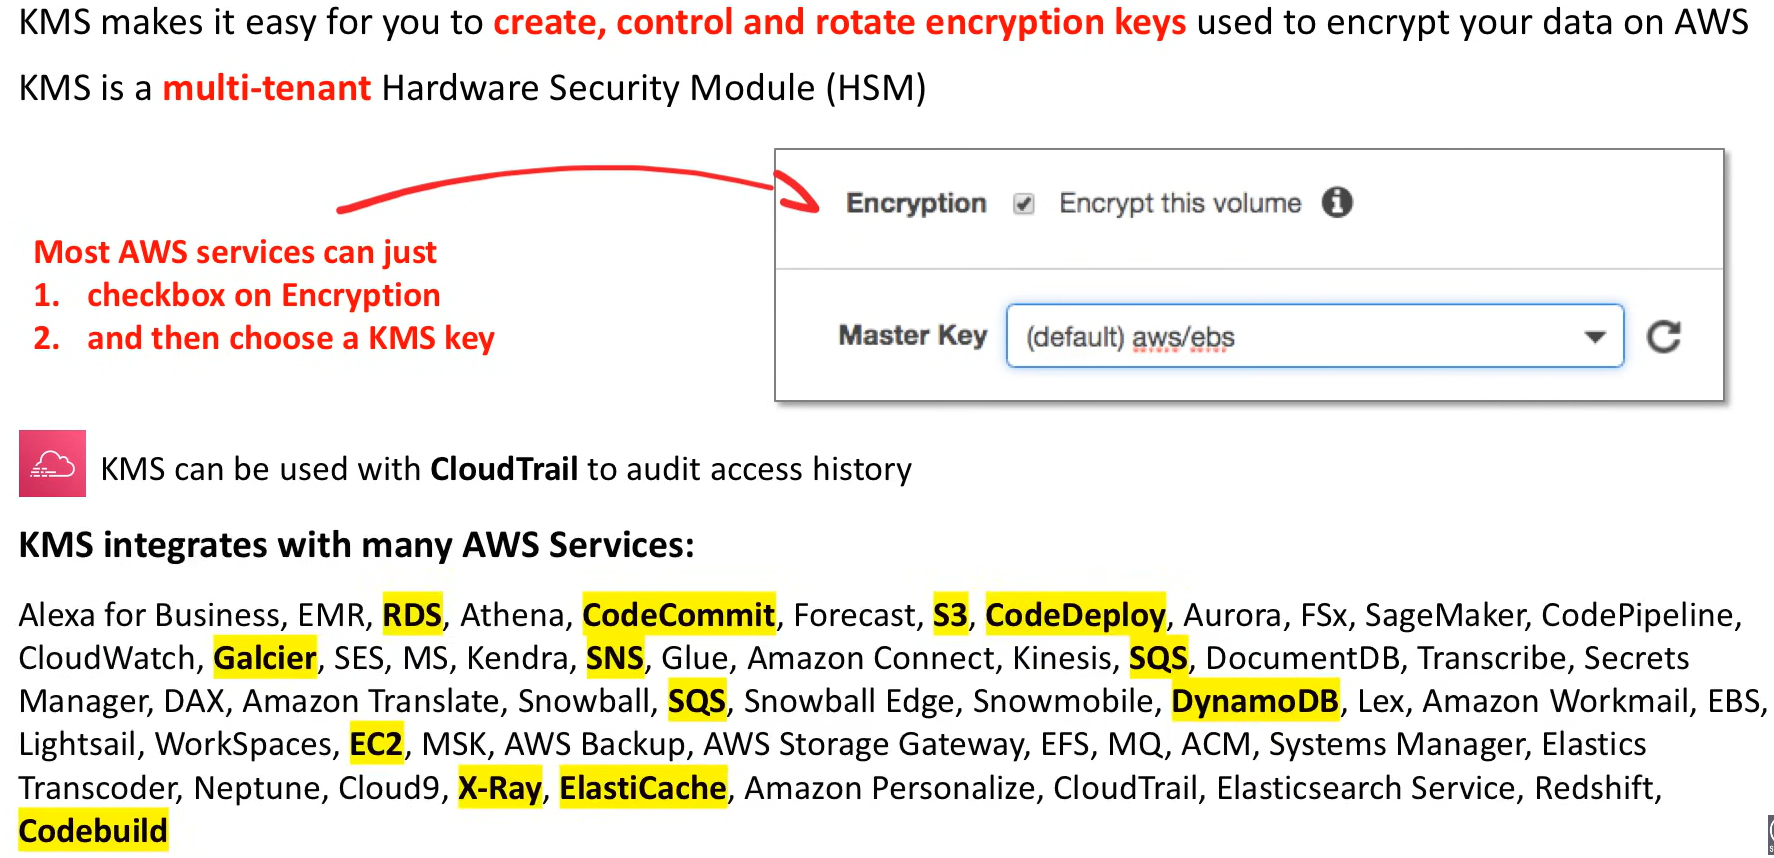 KMS makes it easy for you to create, control and rotate encryption keys used to encrypt your data on AWS
KMS is a multi-tenant Hardware Security Module (HSM)
Encryption Encrypt this volume
Most AWS services can just
1. checkbox on Encryption
2. and then choose a KMS key
Master Key (default) aws/ebs
KMS can be used with CloudTrail to audit access history
KMS integrates with many AWS Services:
Alexa for Business, EMR, RDS, Athena, CodeCommit, Forecast, S3, CodeDeploy, Aurora, FSx, SageMaker, CodePipeline,
CloudWatch, Galcier, SES, MS, Kendra, SNS, Glue, Amazon Connect, Kinesis, SQS, DocumentDB, Transcribe, Secrets
Manager, DAX, Amazon Translate, Snowball, SQS, Snowball Edge, Snowmobile, DynamoDB, Lex, Amazon Workmail, EBS,
Lightsail, WorkSpaces, EC2, MSK, AWS Backup, AWS Storage Gateway, EFS, MQ, ACM, Systems Manager, Elastics
Transcoder, Neptune, Cloud9, X-Ray, ElastiCache, Amazon Personalize, CloudTrail, Elasticsearch Service, Redshift,
Codebuild